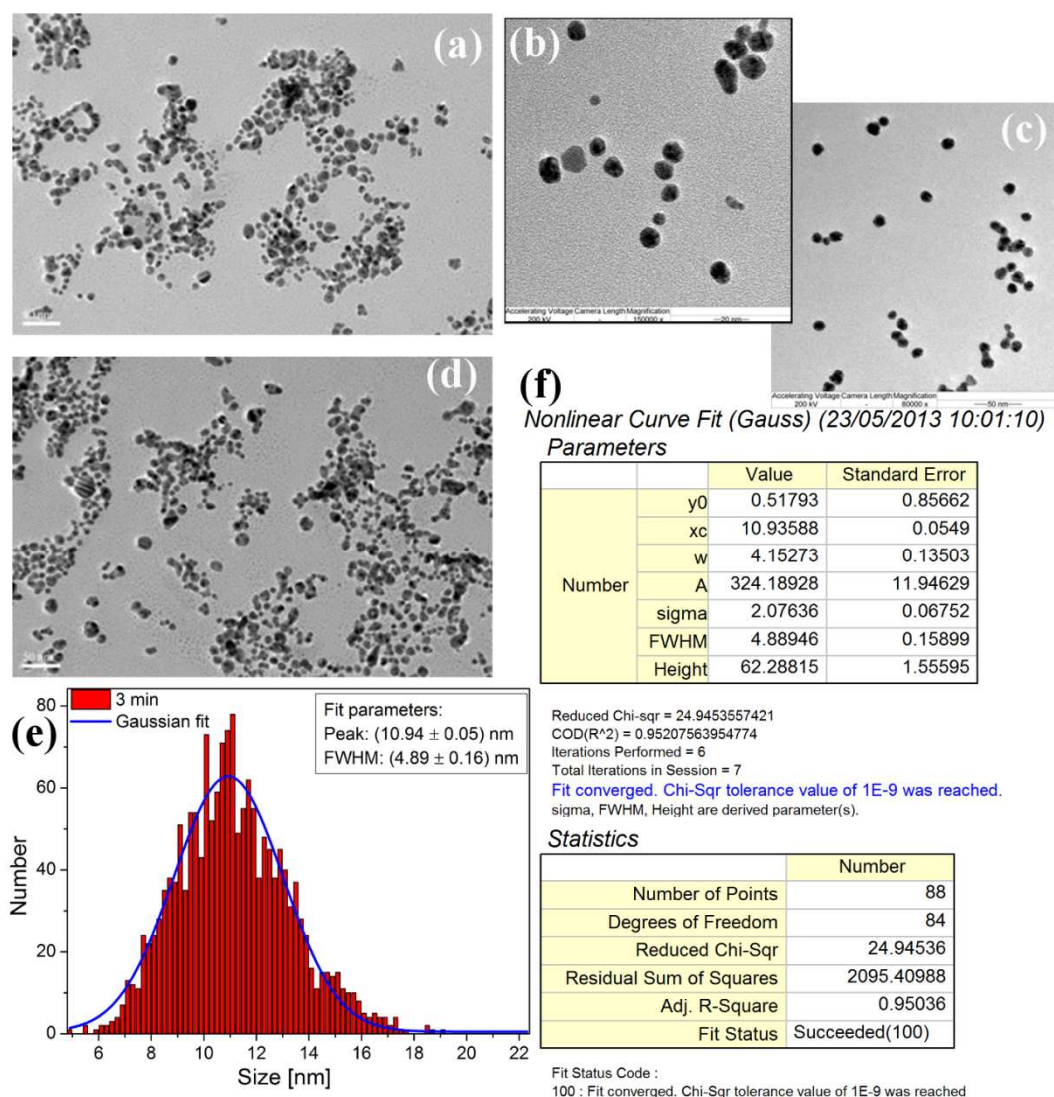 (a)
(b)
Accelerating Voltage Camera Length Magnification
200 kV - 150000 x —20 nm—
(c)
Accelerating Voltage Camera Length Magnification
200 kV - 80000 x —50 nm—
(d)
(f)
Nonlinear Curve Fit (Gauss) (23/05/2013 10:01:10)
Parameters
Value Standard Error
Number
y0 0.51793 0.85662
xc 10.93588 0.0549
w 4.15273 0.13503
A 324.18928 11.94629
sigma 2.07636 0.06752
FWHM 4.88946 0.15899
Height 62.28815 1.55595
Reduced Chi-sqr = 24.9453557421
COD(R^2) = 0.95207563954774
Iterations Performed = 6
Total Iterations in Session = 7
Fit converged. Chi-Sqr tolerance value of 1E-9 was reached.
sigma, FWHM, Height are derived parameter(s).
Statistics
Number
Number of Points 88
Degrees of Freedom 84
Reduced Chi-Sqr 24.94536
Residual Sum of Squares 2095.40988
Adj. R-Square 0.95036
Fit Status Succeeded(100)
Fit Status Code :
100 : Fit converged. Chi-Sqr tolerance value of 1E-9 was reached
(e)
3 min
Gaussian fit
Fit parameters:
Peak: (10.94 ± 0.05) nm
FWHM: (4.89 ± 0.16) nm
Number
80
60
40
20
0
6 8 10 12 14 16 18 20 22
Size [nm]